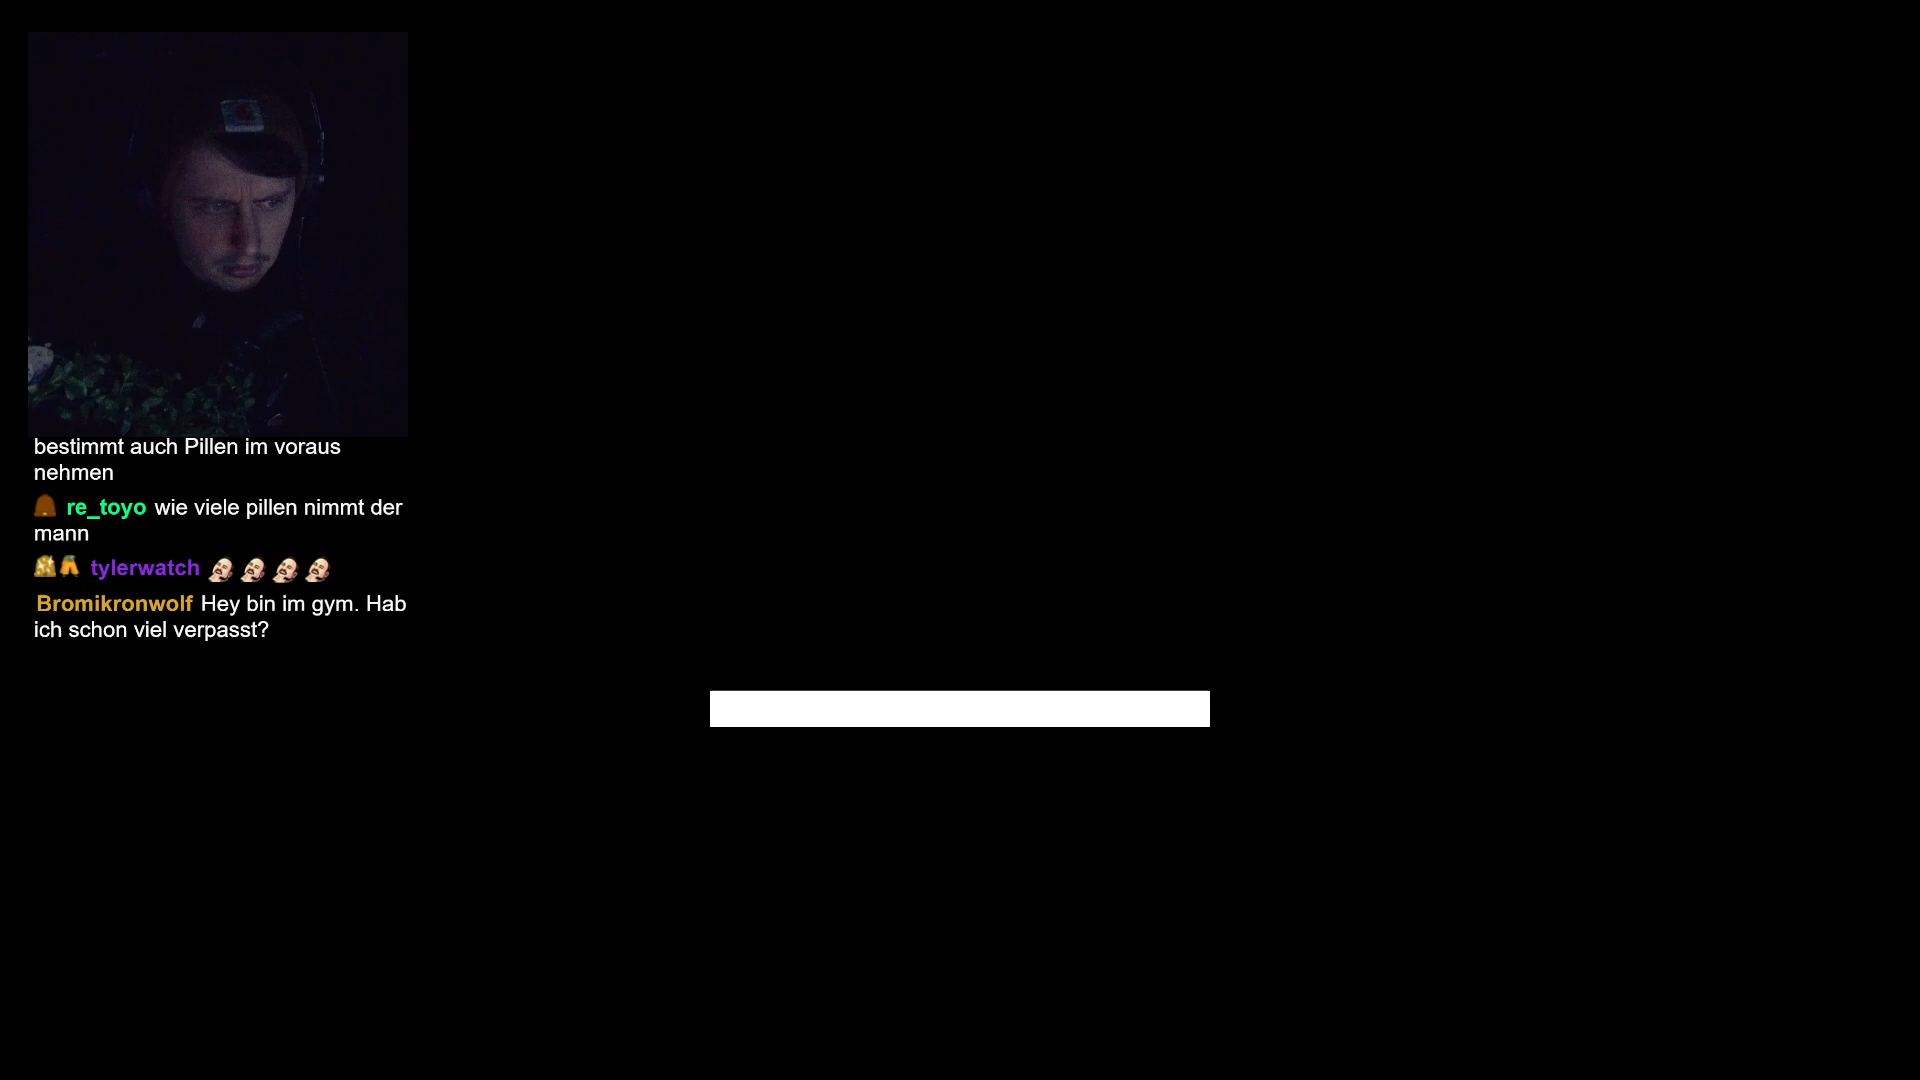 bestimmt auch Pillen im voraus
nehmen
re_toyo wie viele pillen nimmt der
mann
tylerwatch
Bromikronwolf Hey bin im gym. Hab
ich schon viel verpasst?